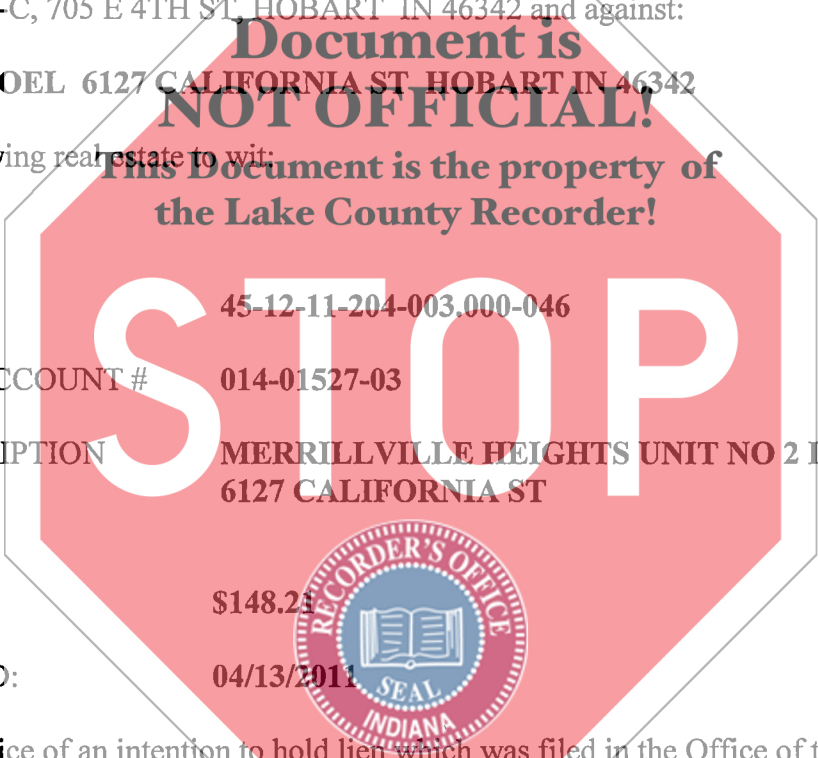 -C, 705 E 4TH ST, HOBART IN 46342 and against:
Document is
OEL 6127 CALIFORNIA ST HOBART IN 46342
NOT OFFICIAL!
ing real estate to wit:
This Document is the property of
the Lake County Recorder!
STOP
45-12-11-204-003.000-046
CCOUNT # 014-01527-03
IPTION MERRILLVILLE HEIGHTS UNIT NO 2
6127 CALIFORNIA ST
RECORDER'S OFFICE
$148.21
04/13/2011
SEAL
INDIANA
ice of an intention to hold lien which was filed in the Office of